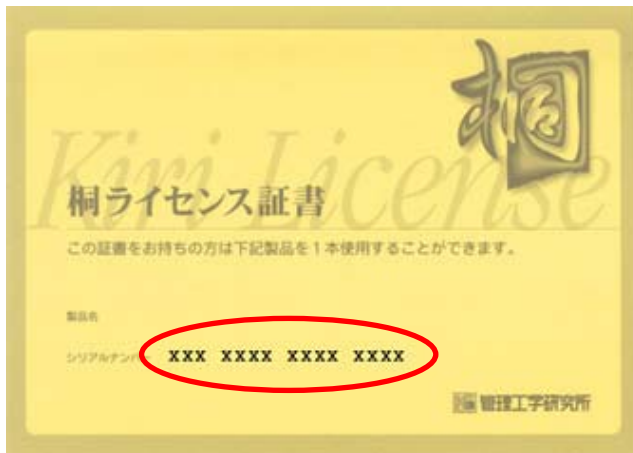 桐
Kiri License
桐ライセンス証書
この証書をお持ちの方は下記製品を1本使用することができます。
製品名
シリアルナンバー XXX XXXX XXXX XXXX
管理工学研究所